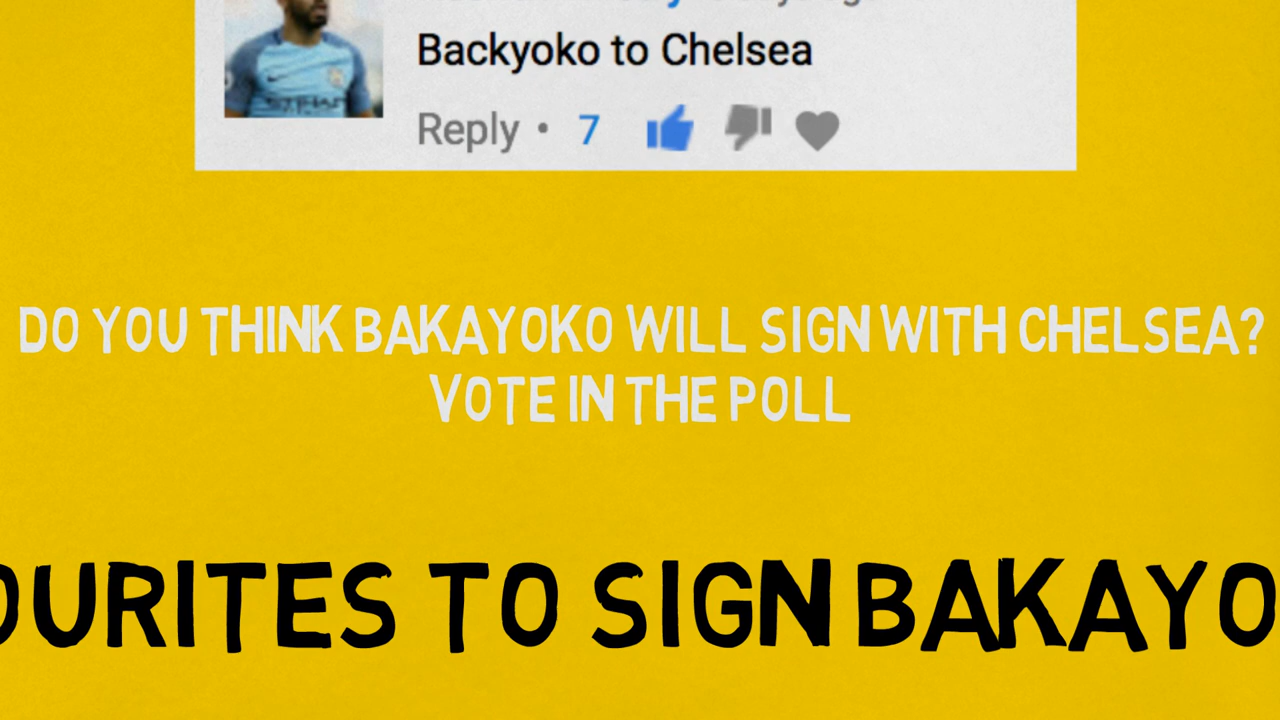 Backyoko to Chelsea
Reply • 7
DO YOU THINK BAKAYOKO WILL SIGN WITH CHELSEA?
VOTE IN THE POLL
OURITES TO SIGN BAKAYO